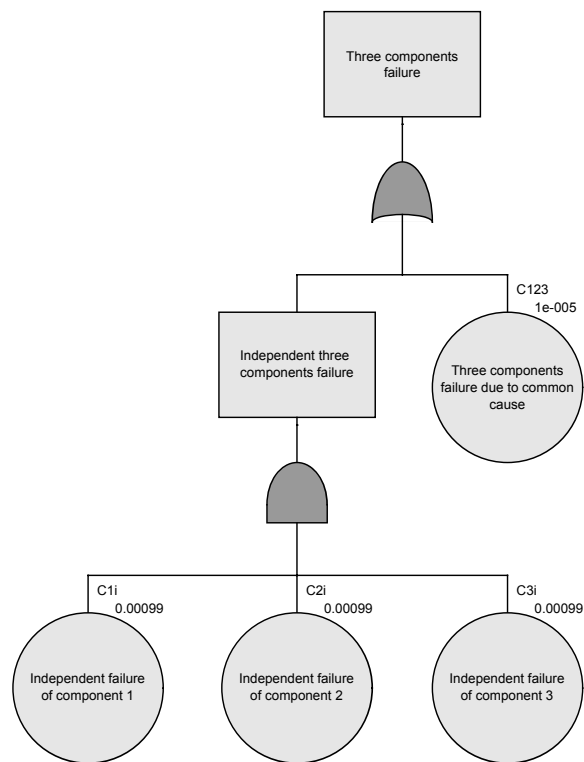 Three components
failure
C123
1e-005
Independent three
components failure
Three components
failure due to common
cause
C1i
0.00099
C2i
0.00099
C3i
0.00099
Independent failure
of component 1
Independent failure
of component 2
Independent failure
of component 3